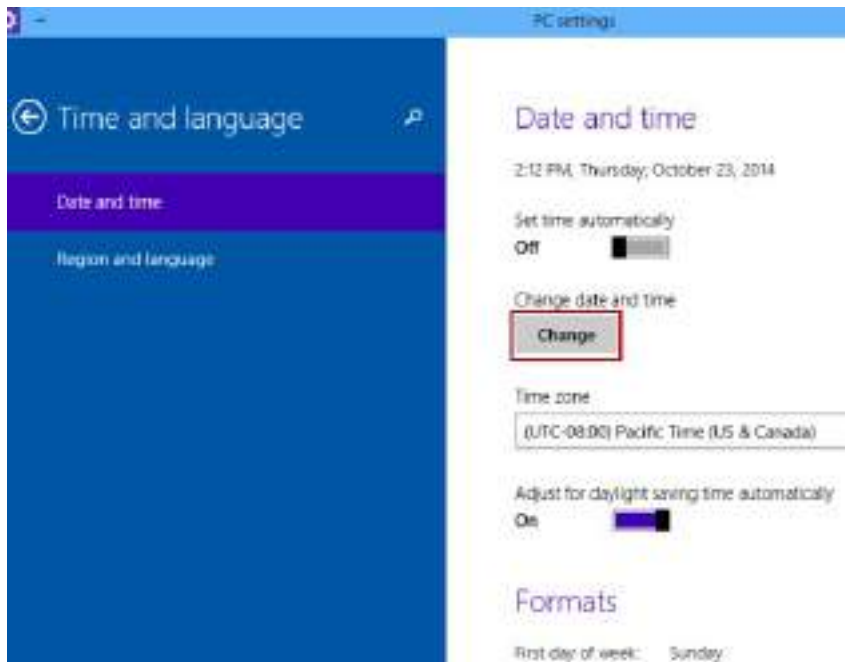 PC settings
Time and language
Date and time
Region and language
Date and time
2:12 PM, Thursday, October 23, 2014
Set time automatically
Off
Change date and time
Change
Time zone
(UTC-08:00) Pacific Time (US & Canada)
Adjust for daylight saving time automatically
On
Formats
First day of week: Sunday